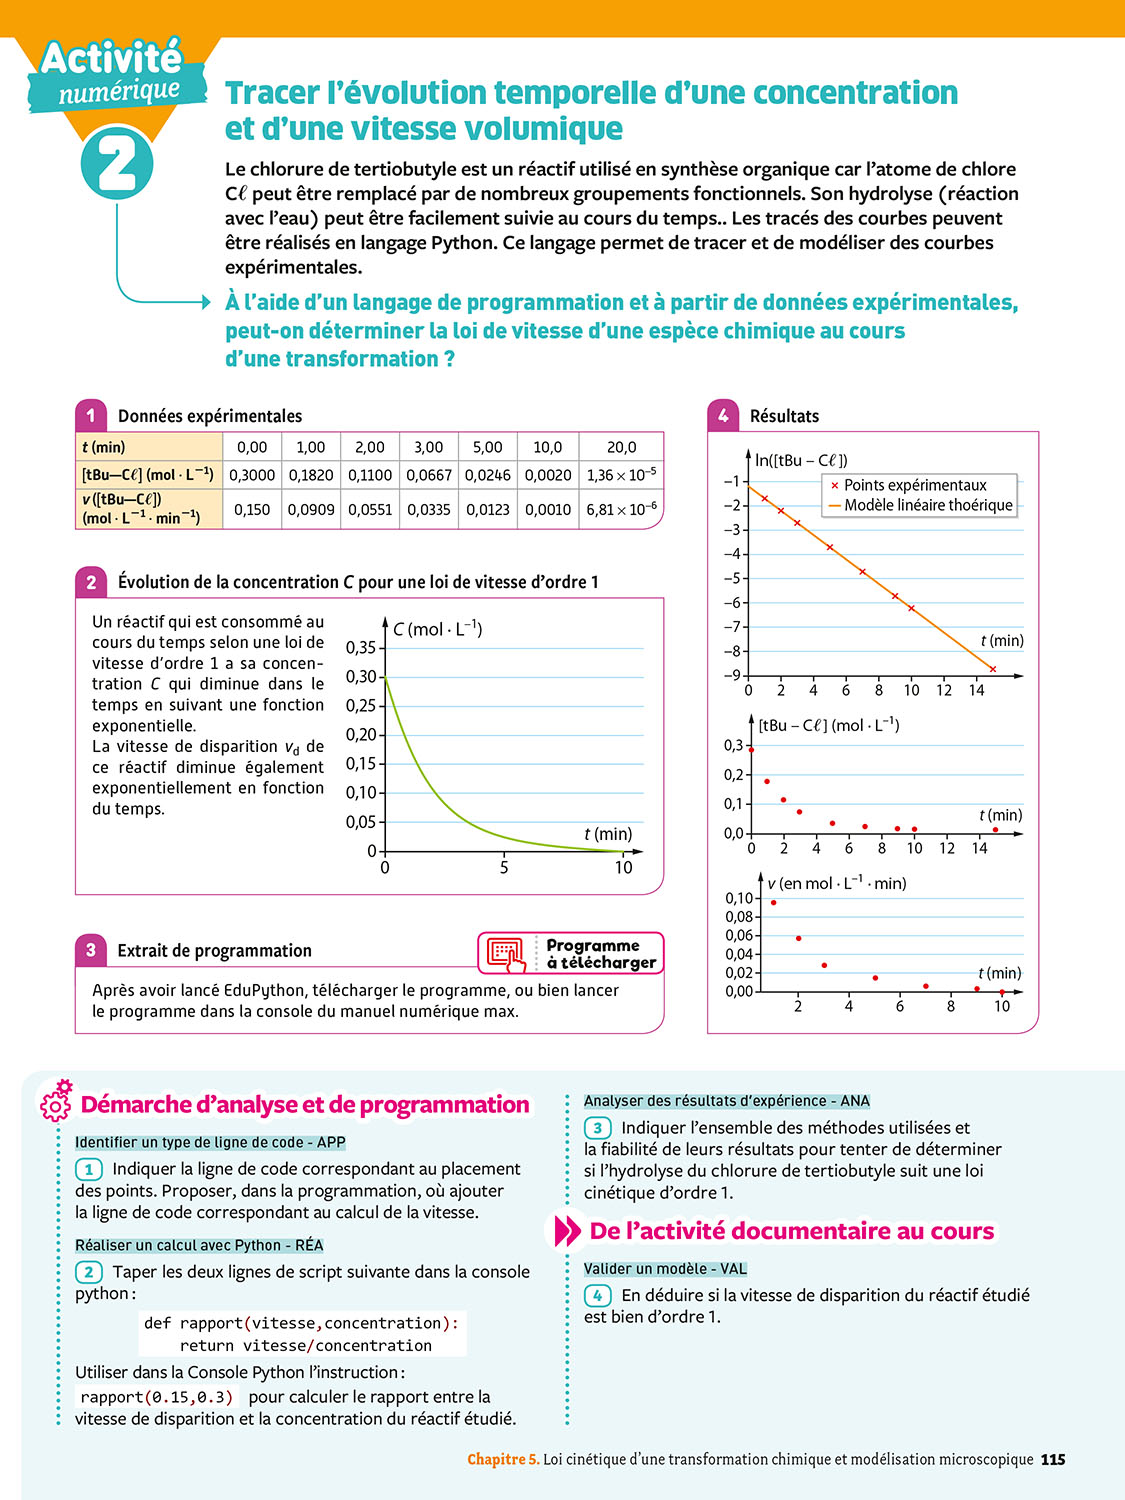 Activité
numérique
2
Tracer l'évolution temporelle d'une concentration
et d'une vitesse volumique
Le chlorure de tertiobutyle est un réactif utilisé en synthèse organique car l'atome de chlore
Cℓ peut être remplacé par de nombreux groupements fonctionnels. Son hydrolyse (réaction
avec l'eau) peut être facilement suivie au cours du temps.. Les tracés des courbes peuvent
être réalisés en langage Python. Ce langage permet de tracer et de modéliser des courbes
expérimentales.
À l'aide d'un langage de programmation et à partir de données expérimentales,
peut-on déterminer la loi de vitesse d'une espèce chimique au cours
d'une transformation ?
1 Données expérimentales
t (min) 0,00 1,00 2,00 3,00 5,00 10,0 20,0
[tBu—Cℓ] (mol · L⁻¹) 0,3000 0,1820 0,1100 0,0667 0,0246 0,0020 1,36 × 10⁻⁵
v ([tBu—Cℓ])
(mol · L⁻¹ · min⁻¹) 0,150 0,0909 0,0551 0,0335 0,0123 0,0010 6,81 × 10⁻⁶
2 Évolution de la concentration C pour une loi de vitesse d'ordre 1
Un réactif qui est consommé au
cours du temps selon une loi de
vitesse d'ordre 1 a sa concen-
tration C qui diminue dans le
temps en suivant une fonction
exponentielle.
La vitesse de disparition vd de
ce réactif diminue également
exponentiellement en fonction
du temps.
C (mol · L⁻¹)
0,35
0,30
0,25
0,20
0,15
0,10
0,05
0
t (min)
0 5 10
3 Extrait de programmation
Programme
à télécharger
Après avoir lancé EduPython, télécharger le programme, ou bien lancer
le programme dans la console du manuel numérique max.
4 Résultats
ln([tBu – Cℓ])
× Points expérimentaux
Modèle linéaire thoérique
–1
–2
–3
–4
–5
–6
–7
–8
–9
t (min)
0 2 4 6 8 10 12 14
[tBu – Cℓ] (mol · L⁻¹)
0,3
0,2
0,1
0,0
t (min)
0 2 4 6 8 10 12 14
v (en mol · L⁻¹ · min)
0,10
0,08
0,06
0,04
0,02
0,00
t (min)
2 4 6 8 10
Démarche d'analyse et de programmation
Identifier un type de ligne de code - APP
1 Indiquer la ligne de code correspondant au placement
des points. Proposer, dans la programmation, où ajouter
la ligne de code correspondant au calcul de la vitesse.
Réaliser un calcul avec Python - RÉA
2 Taper les deux lignes de script suivante dans la console
python :
def rapport(vitesse,concentration):
return vitesse/concentration
Utiliser dans la Console Python l'instruction :
rapport(0.15,0.3) pour calculer le rapport entre la
vitesse de disparition et la concentration du réactif étudié.
Analyser des résultats d'expérience - ANA
3 Indiquer l'ensemble des méthodes utilisées et
la fiabilité de leurs résultats pour tenter de déterminer
si l'hydrolyse du chlorure de tertiobutyle suit une loi
cinétique d'ordre 1.
De l'activité documentaire au cours
Valider un modèle - VAL
4 En déduire si la vitesse de disparition du réactif étudié
est bien d'ordre 1.
Chapitre 5. Loi cinétique d'une transformation chimique et modélisation microscopique 115